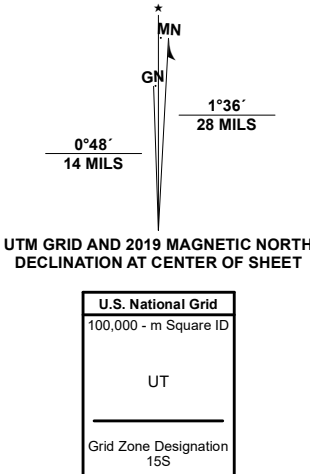 ★
MN
GN
1°36´
28 MILS
0°48´
14 MILS
UTM GRID AND 2019 MAGNETIC NORTH
DECLINATION AT CENTER OF SHEET
U.S. National Grid
100,000 - m Square ID
UT
Grid Zone Designation
15S